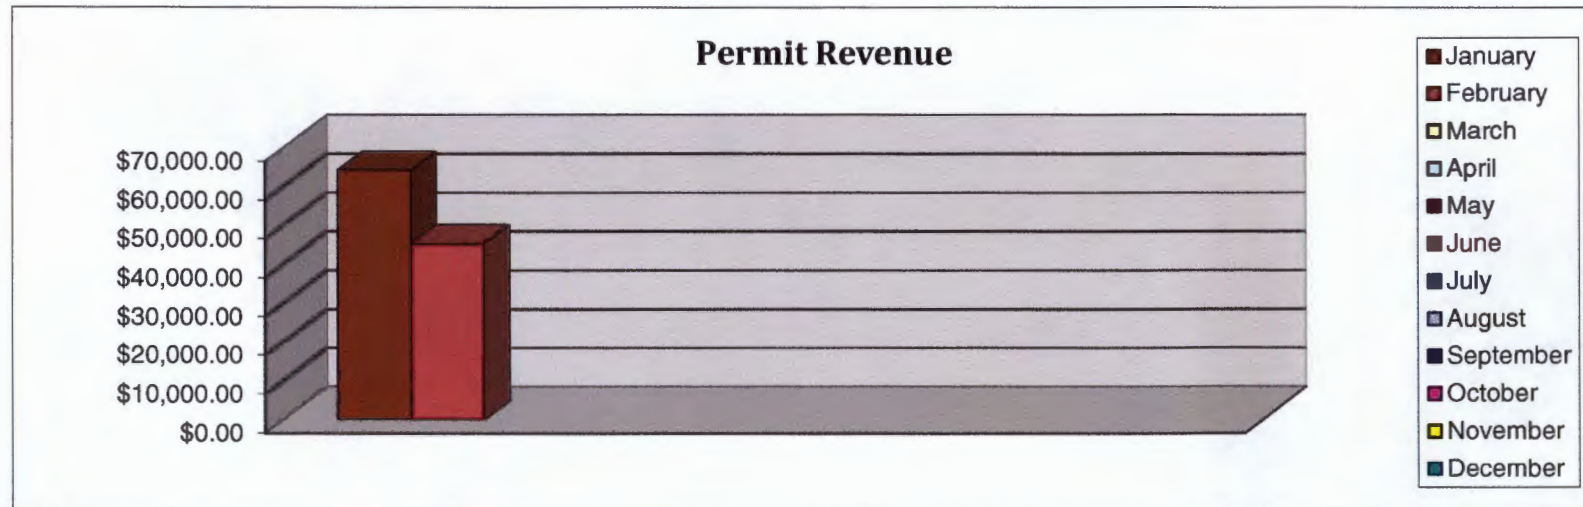 Permit Revenue
$70,000.00
$60,000.00
$50,000.00
$40,000.00
$30,000.00
$20,000.00
$10,000.00
$0.00
January
February
March
April
May
June
July
August
September
October
November
December